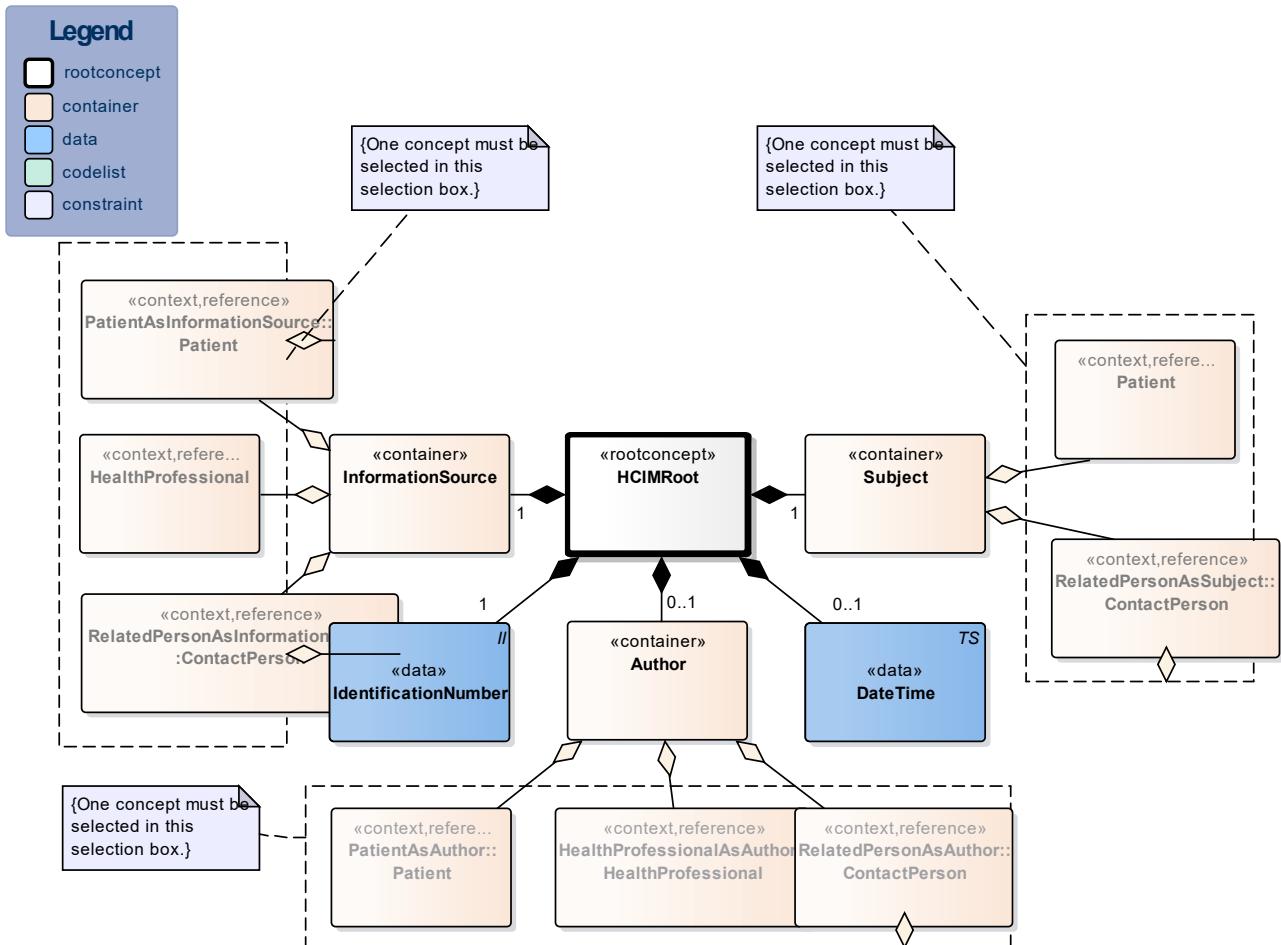 Legend
rootconcept
container
data
codelist
constraint
{One concept must be
selected in this
selection box.}
{One concept must be
selected in this
selection box.}
«context,reference»
PatientAsInformationSource::
Patient
«context,refere...
Patient
«context,refere...
HealthProfessional
«container»
InformationSource
1
«rootconcept»
HCIMRoot
1
«container»
Subject
«context,reference»
RelatedPersonAsSubject::
ContactPerson
1
0..1
0..1
«context,reference»
RelatedPersonAsInformation
:ContactPerson
II
«data»
IdentificationNumber
«container»
Author
TS
«data»
DateTime
{One concept must be
selected in this
selection box.}
«context,refere...
PatientAsAuthor::
Patient
«context,reference»
HealthProfessionalAsAuthor
HealthProfessional
«context,reference»
RelatedPersonAsAuthor::
ContactPerson